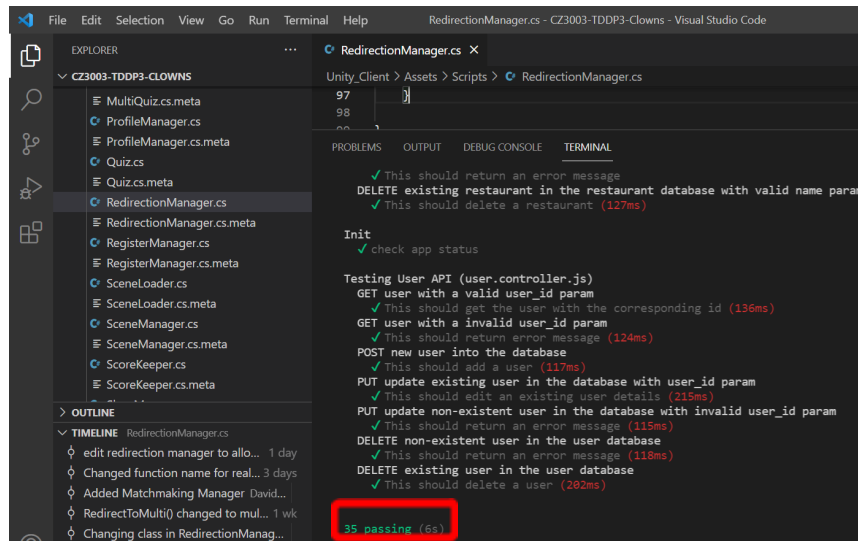 File Edit Selection View Go Run Terminal Help RedirectionManager.cs - CZ3003-TDDP3-Clowns - Visual Studio Code
EXPLORER ···
RedirectionManager.cs ×
CZ3003-TDDP3-CLOWNS
Unity_Client > Assets > Scripts > RedirectionManager.cs
MultiQuiz.cs.meta
ProfileManager.cs
ProfileManager.cs.meta
Quiz.cs
Quiz.cs.meta
RedirectionManager.cs
RedirectionManager.cs.meta
RegisterManager.cs
RegisterManager.cs.meta
SceneLoader.cs
SceneLoader.cs.meta
SceneManager.cs
SceneManager.cs.meta
ScoreKeeper.cs
ScoreKeeper.cs.meta
OUTLINE
TIMELINE RedirectionManager.cs
edit redirection manager to allo... 1 day
Changed function name for real... 3 days
Added Matchmaking Manager David...
RedirectToMulti() changed to mul... 1 wk
Changing class in RedirectionManag...
97 }
98
PROBLEMS OUTPUT DEBUG CONSOLE TERMINAL
✓ This should return an error message
DELETE existing restaurant in the restaurant database with valid name para
✓ This should delete a restaurant (127ms)
Init
✓ check app status
Testing User API (user.controller.js)
GET user with a valid user_id param
✓ This should get the user with the corresponding id (136ms)
GET user with a invalid user_id param
✓ This should return error message (124ms)
POST new user into the database
✓ This should add a user (117ms)
PUT update existing user in the database with user_id param
✓ This should edit an existing user details (215ms)
PUT update non-existent user in the database with invalid user_id param
✓ This should return an error message (115ms)
DELETE non-existent user in the user database
✓ This should return an error message (118ms)
DELETE existing user in the user database
✓ This should delete a user (202ms)
35 passing (6s)